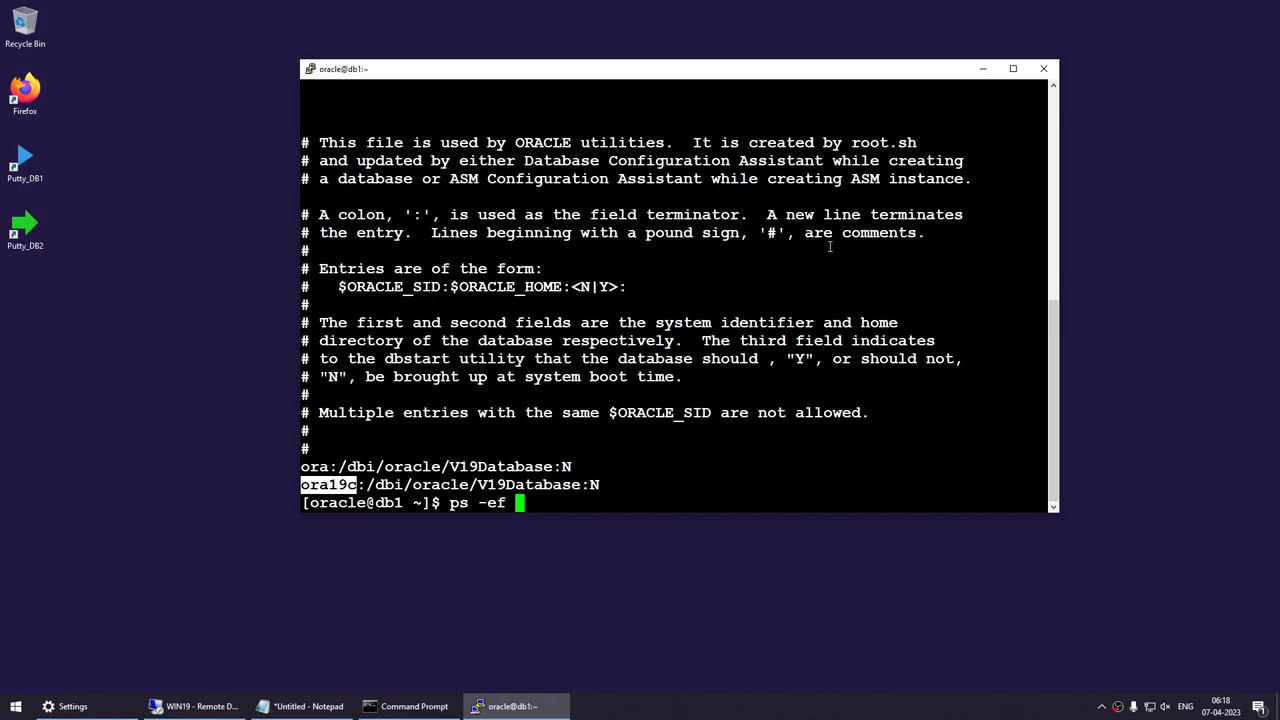 Recycle Bin
Firefox
Putty_DB1
Putty_DB2
oracle@db1:~
# This file is used by ORACLE utilities.  It is created by root.sh
# and updated by either Database Configuration Assistant while creating
# a database or ASM Configuration Assistant while creating ASM instance.
# A colon, ':', is used as the field terminator.  A new line terminates
# the entry.  Lines beginning with a pound sign, '#', are comments.
#
# Entries are of the form:
#   $ORACLE_SID:$ORACLE_HOME:<N|Y>:
#
# The first and second fields are the system identifier and home
# directory of the database respectively.  The third field indicates
# to the dbstart utility that the database should , "Y", or should not,
# "N", be brought up at system boot time.
#
# Multiple entries with the same $ORACLE_SID are not allowed.
#
#
ora:/dbi/oracle/V19Database:N
ora19c:/dbi/oracle/V19Database:N
[oracle@db1 ~]$ ps -ef
Settings
WIN19 - Remote D...
*Untitled - Notepad
Command Prompt
oracle@db1:~
ENG
06:18
07-04-2023
1